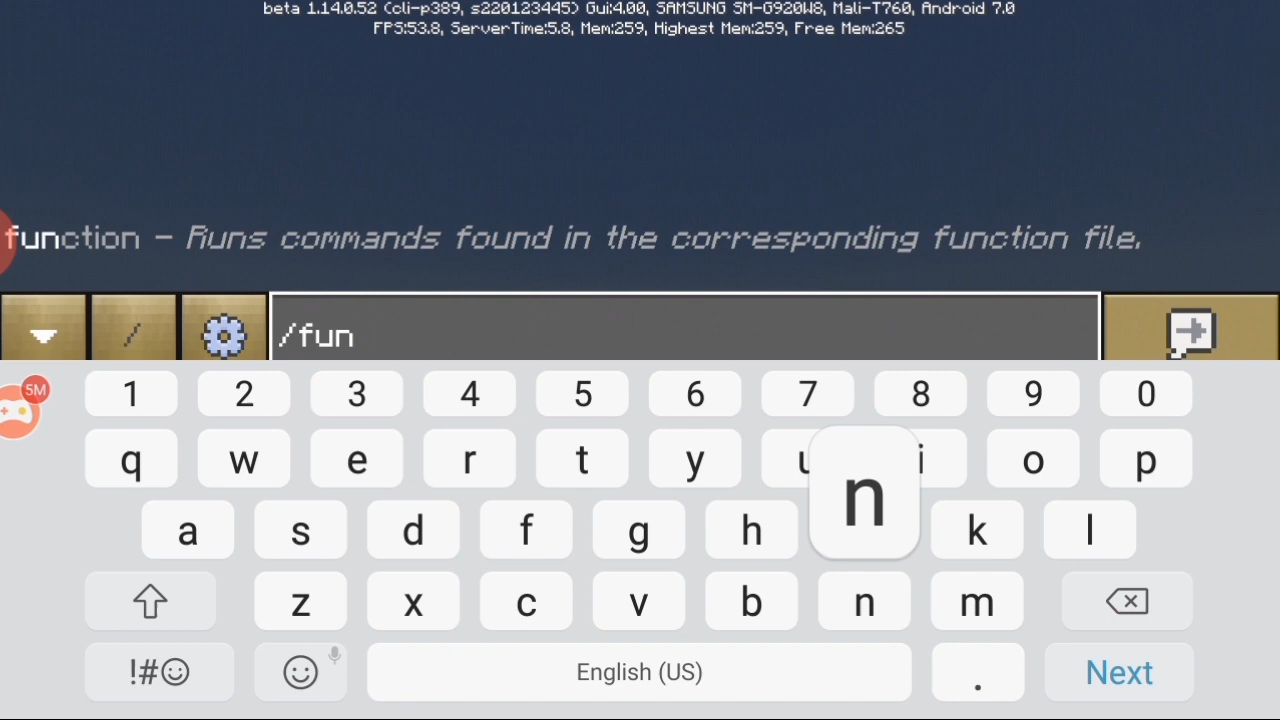 beta 1.14.0.52 (cli-p389, s220123445) Gui:4.00, SAMSUNG SM-G920W8, Mali-T760, Android 7.0
FPS:53.8, ServerTime:5.8, Mem:259, Highest Mem:259, Free Mem:265
function - Runs commands found in the corresponding function file.
/ /fun
5M
1 2 3 4 5 6 7 8 9 0
q w e r t y u i o p
n
a s d f g h k l
z x c v b n m
!#☺ English (US) . Next